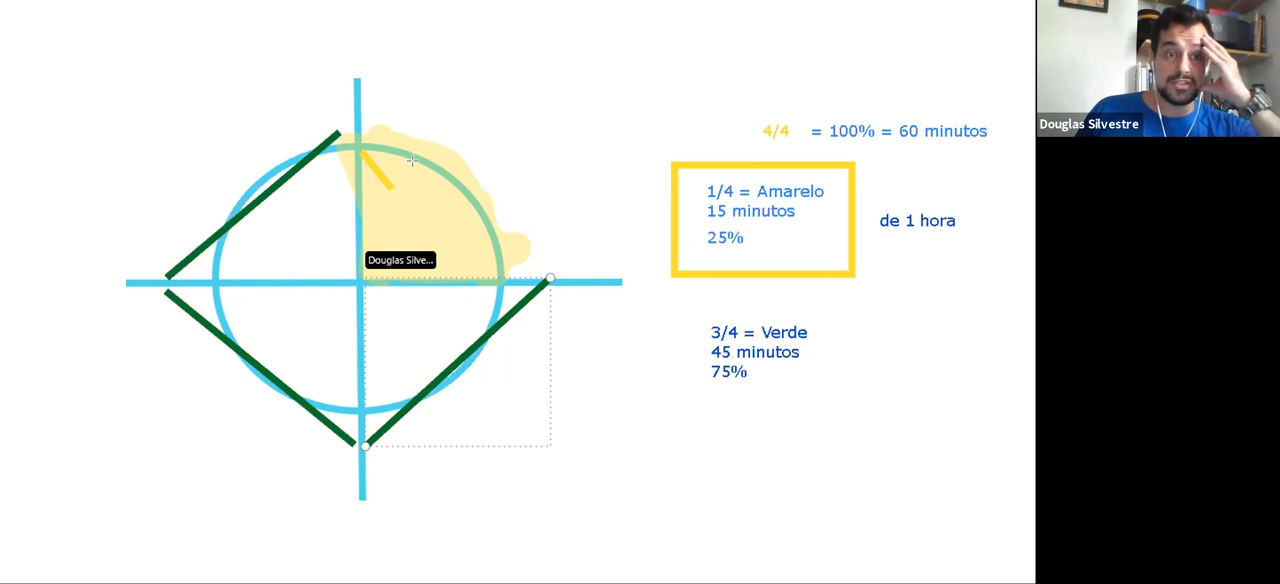 Douglas Silvestre
4/4 = 100% = 60 minutos
1/4 = Amarelo
15 minutos
25%
de 1 hora
Douglas Silve...
3/4 = Verde
45 minutos
75%